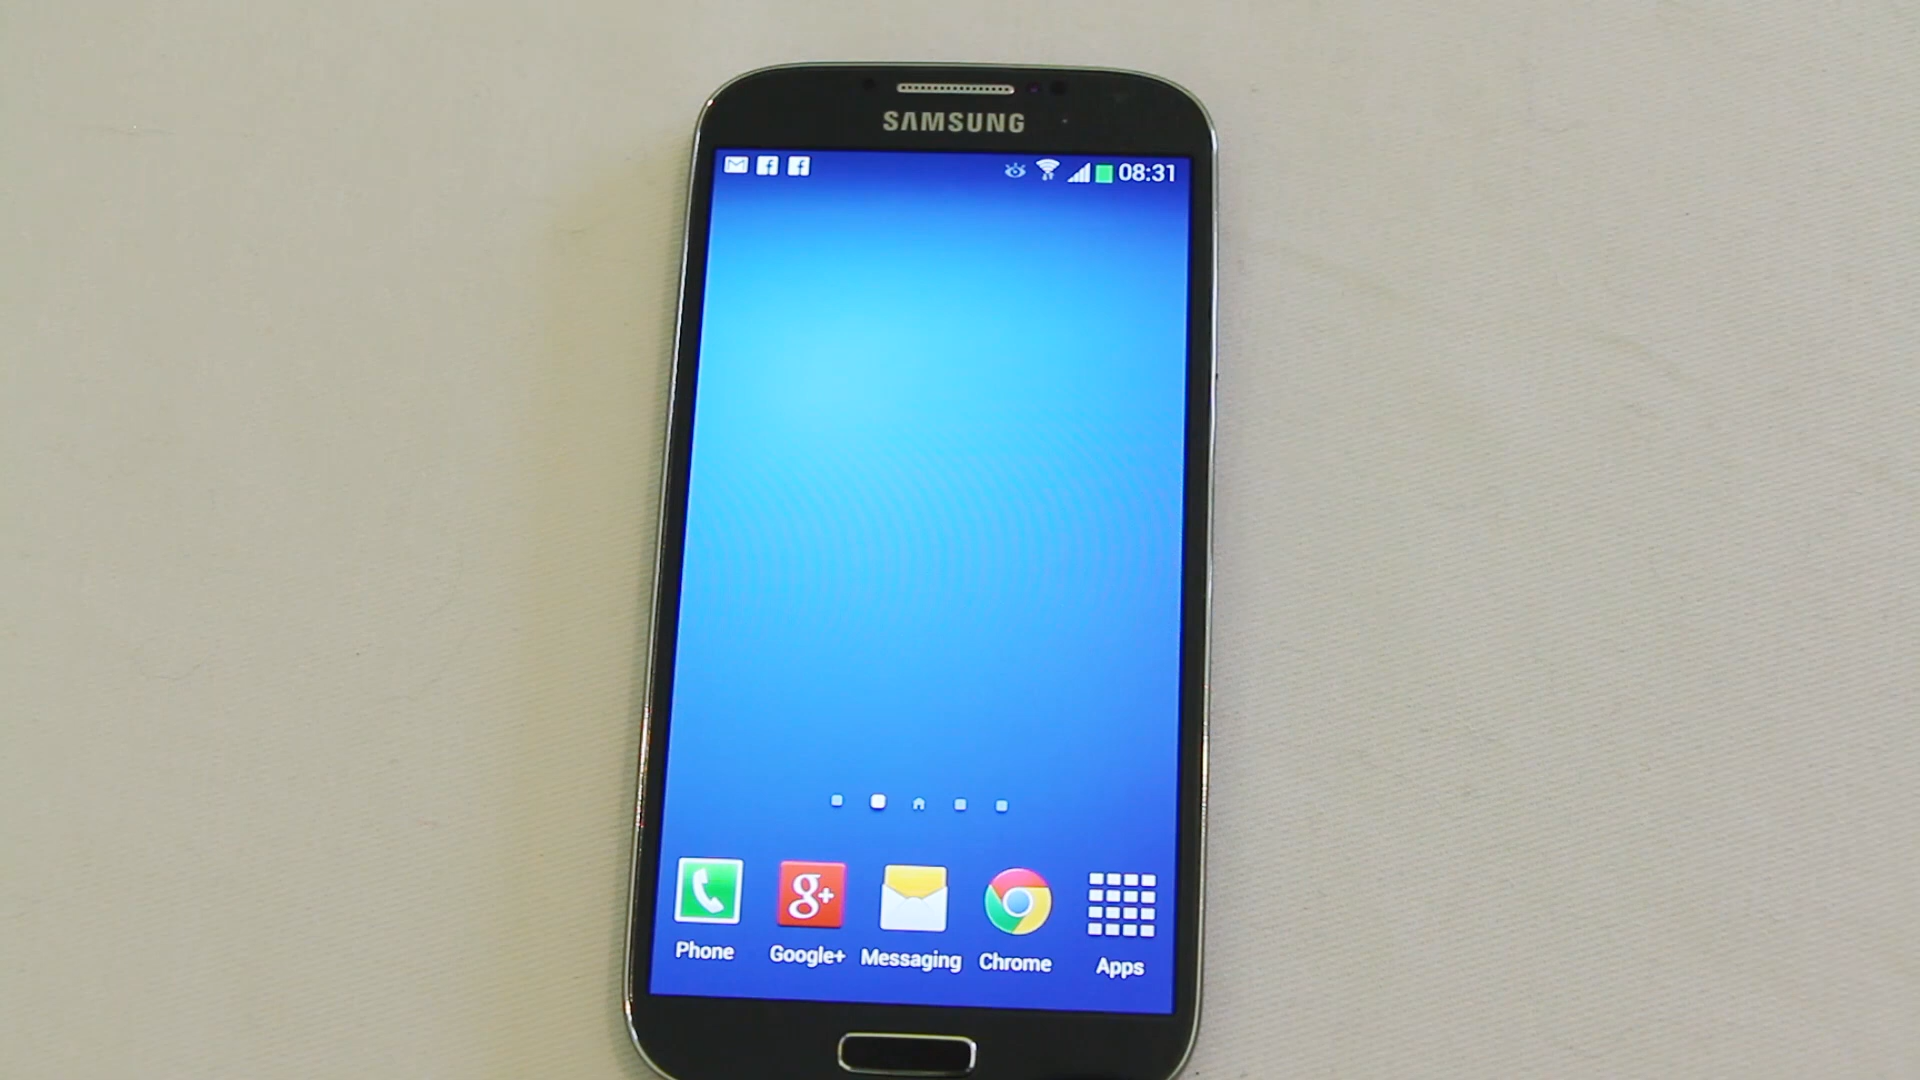 SAMSUNG
08:31
g+
Phone
Google+
Messaging
Chrome
Apps